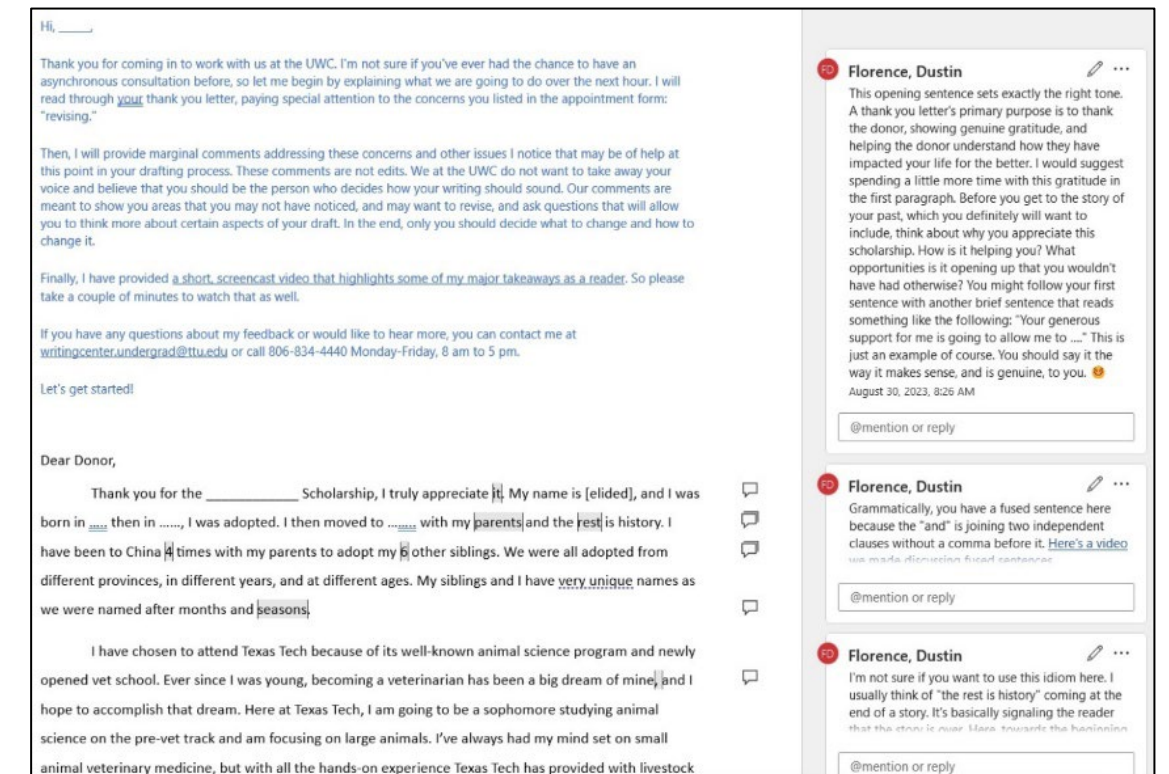 Hi, _____,
Thank you for coming in to work with us at the UWC. I'm not sure if you've ever had the chance to have an
asynchronous consultation before, so let me begin by explaining what we are going to do over the next hour. I will
read through your thank you letter, paying special attention to the concerns you listed in the appointment form:
"revising."
Then, I will provide marginal comments addressing these concerns and other issues I notice that may be of help at
this point in your drafting process. These comments are not edits. We at the UWC do not want to take away your
voice and believe that you should be the person who decides how your writing should sound. Our comments are
meant to show you areas that you may not have noticed, and may want to revise, and ask questions that will allow
you to think more about certain aspects of your draft. In the end, only you should decide what to change and how to
change it.
Finally, I have provided a short, screencast video that highlights some of my major takeaways as a reader. So please
take a couple of minutes to watch that as well.
If you have any questions about my feedback or would like to hear more, you can contact me at
writingcenter.undergrad@ttu.edu or call 806-834-4440 Monday-Friday, 8 am to 5 pm.
Let's get started!
Dear Donor,
Thank you for the _____________ Scholarship, I truly appreciate it. My name is [elided], and I was
born in ..... then in ......, I was adopted. I then moved to ........ with my parents and the rest is history. I
have been to China 4 times with my parents to adopt my 6 other siblings. We were all adopted from
different provinces, in different years, and at different ages. My siblings and I have very unique names as
we were named after months and seasons.
I have chosen to attend Texas Tech because of its well-known animal science program and newly
opened vet school. Ever since I was young, becoming a veterinarian has been a big dream of mine, and I
hope to accomplish that dream. Here at Texas Tech, I am going to be a sophomore studying animal
science on the pre-vet track and am focusing on large animals. I've always had my mind set on small
animal veterinary medicine, but with all the hands-on experience Texas Tech has provided with livestock
FD Florence, Dustin
This opening sentence sets exactly the right tone.
A thank you letter's primary purpose is to thank
the donor, showing genuine gratitude, and
helping the donor understand how they have
impacted your life for the better. I would suggest
spending a little more time with this gratitude in
the first paragraph. Before you get to the story of
your past, which you definitely will want to
include, think about why you appreciate this
scholarship. How is it helping you? What
opportunities is it opening up that you wouldn't
have had otherwise? You might follow your first
sentence with another brief sentence that reads
something like the following: "Your generous
support for me is going to allow me to ...." This is
just an example of course. You should say it the
way it makes sense, and is genuine, to you. 😊
August 30, 2023, 8:26 AM
@mention or reply
FD Florence, Dustin
Grammatically, you have a fused sentence here
because the "and" is joining two independent
clauses without a comma before it. Here's a video
we made discussing fused sentences
@mention or reply
FD Florence, Dustin
I'm not sure if you want to use this idiom here. I
usually think of "the rest is history" coming at the
end of a story. It's basically signaling the reader
that the story is over. Here, towards the beginning
@mention or reply